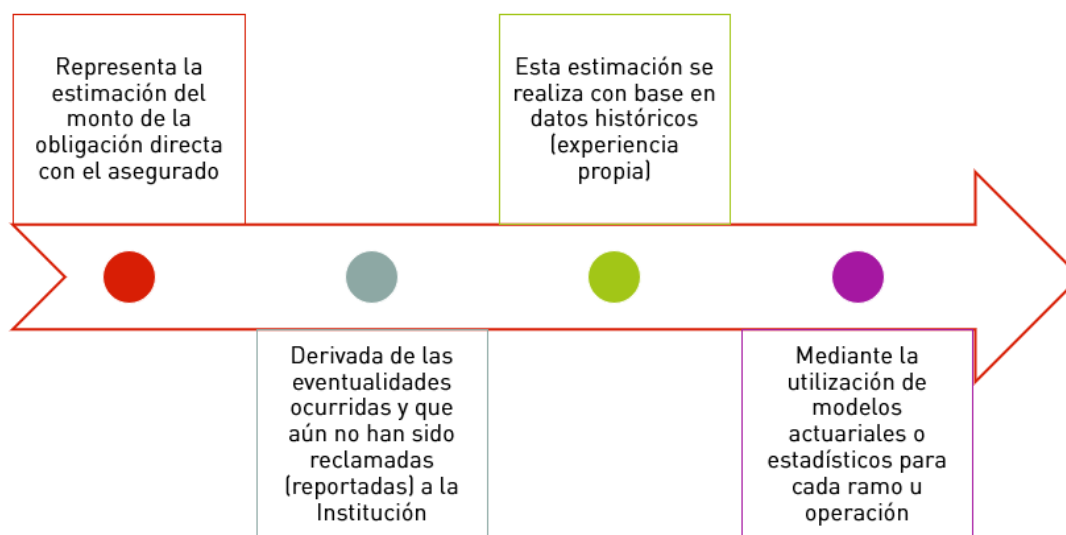 Representa la
estimación del
monto de la
obligación directa
con el asegurado
Derivada de las
eventualidades
ocurridas y que
aún no han sido
reclamadas
(reportadas) a la
Institución
Esta estimación se
realiza con base en
datos históricos
(experiencia
propia)
Mediante la
utilización de
modelos
actuariales o
estadísticos para
cada ramo u
operación